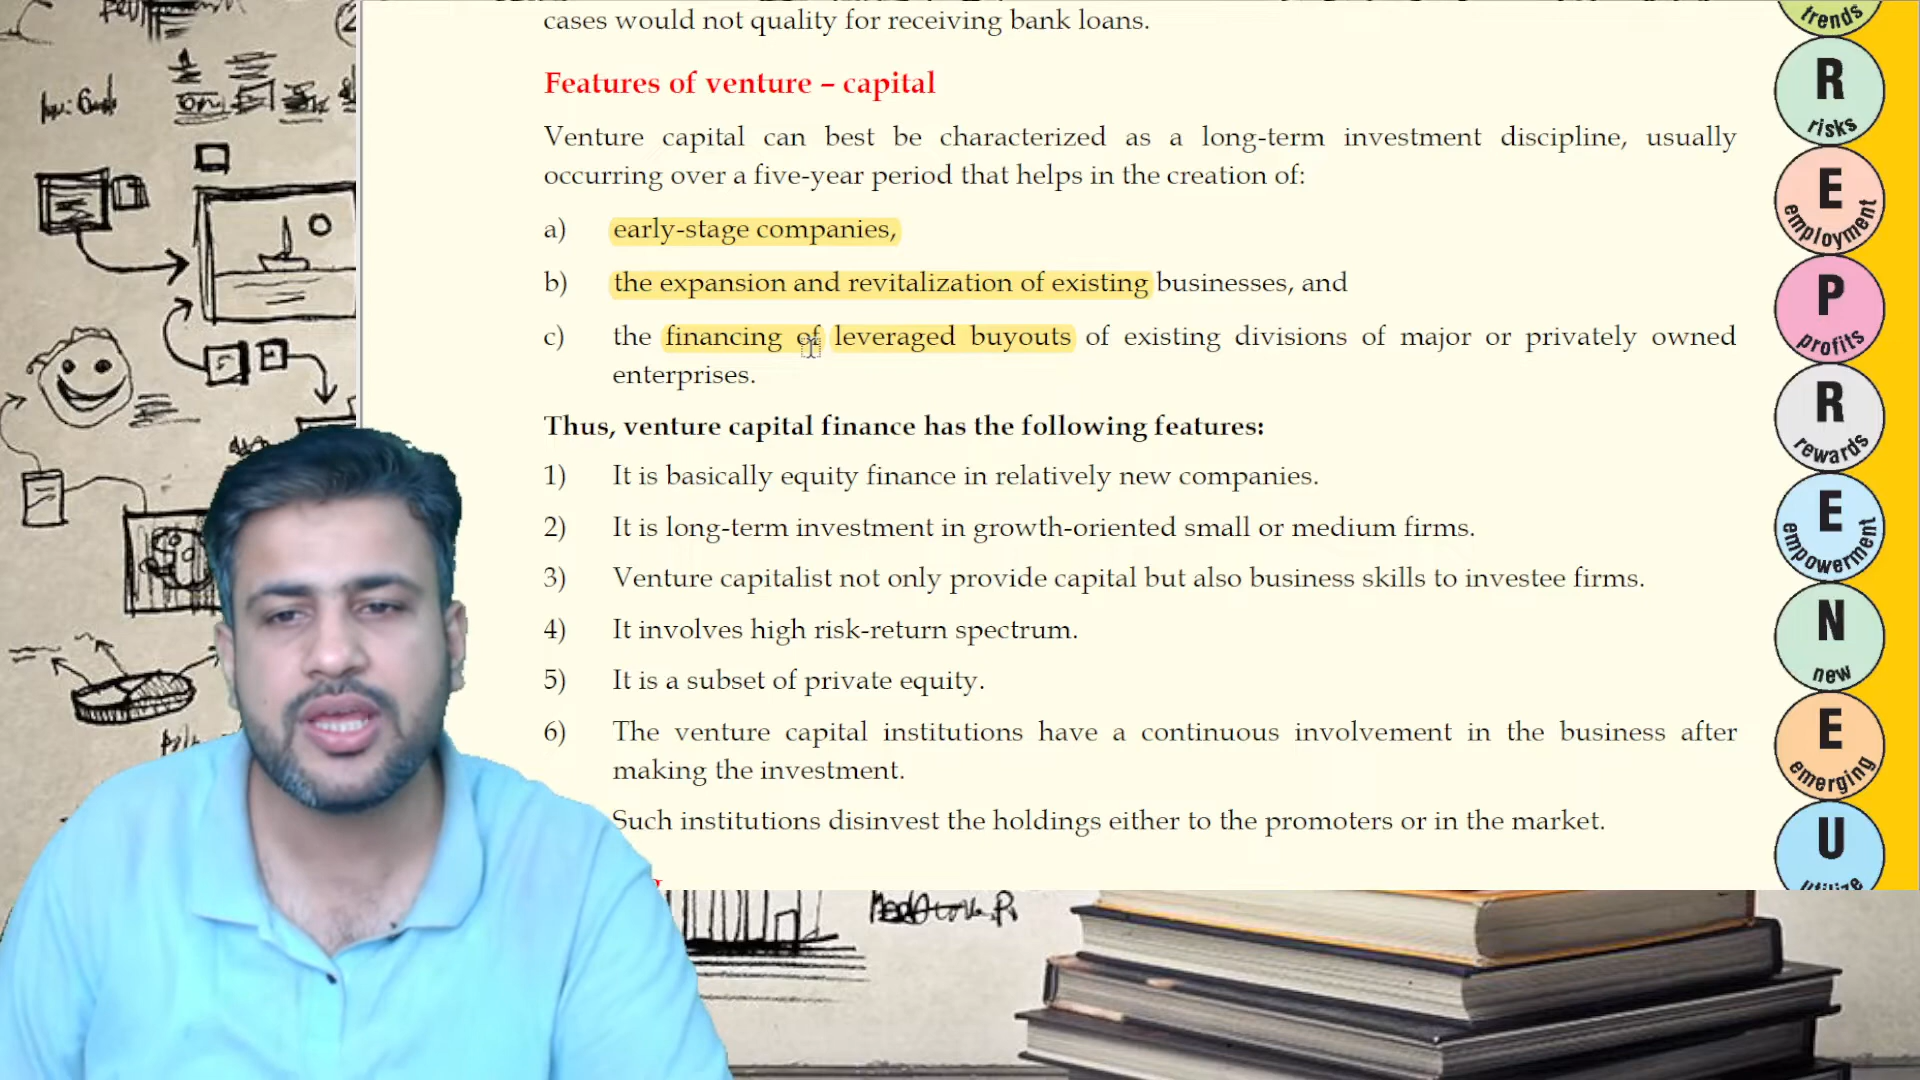 cases would not quality for receiving bank loans.
Features of venture – capital
Venture capital can best be characterized as a long-term investment discipline, usually
occurring over a five-year period that helps in the creation of:
a) early-stage companies,
b) the expansion and revitalization of existing businesses, and
c) the financing of leveraged buyouts of existing divisions of major or privately owned
enterprises.
Thus, venture capital finance has the following features:
1) It is basically equity finance in relatively new companies.
2) It is long-term investment in growth-oriented small or medium firms.
3) Venture capitalist not only provide capital but also business skills to investee firms.
4) It involves high risk-return spectrum.
5) It is a subset of private equity.
6) The venture capital institutions have a continuous involvement in the business after
making the investment.
Such institutions disinvest the holdings either to the promoters or in the market.
trends
R
risks
E
employment
P
profits
R
rewards
E
empowerment
N
new
E
emerging
U
utilize